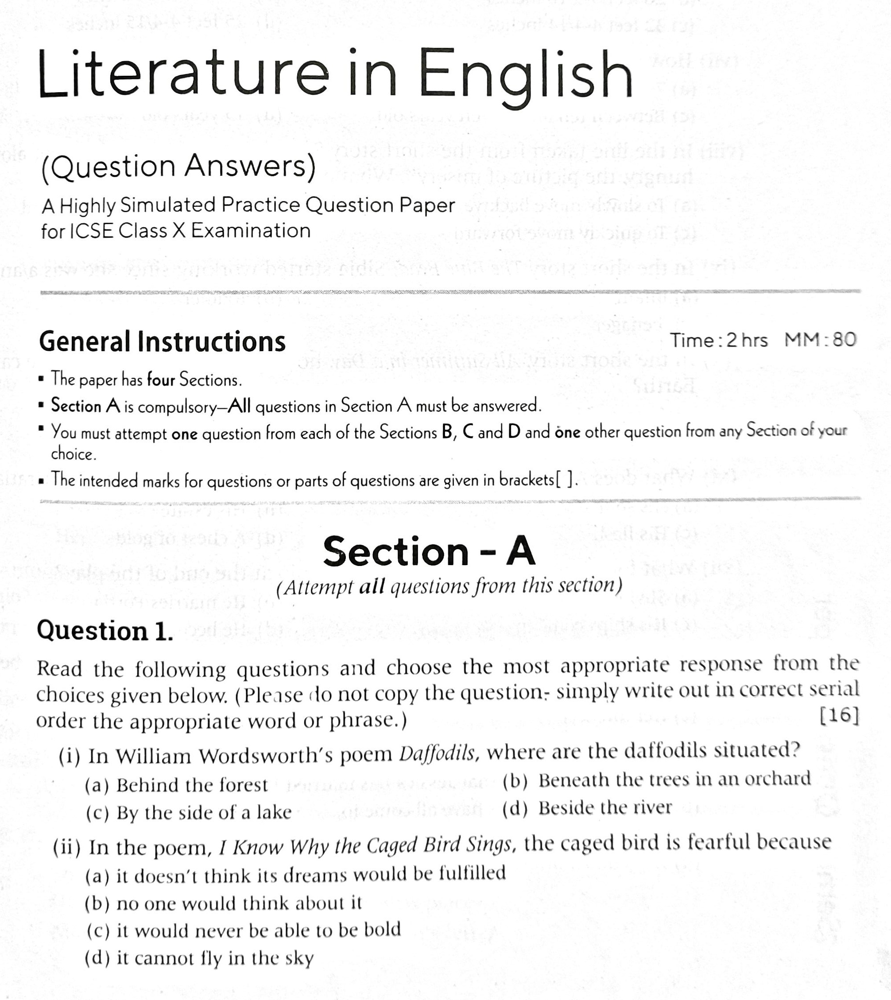 Literature in English
(Question Answers)
A Highly Simulated Practice Question Paper
for ICSE Class X Examination
General Instructions Time : 2 hrs MM : 80
▪ The paper has four Sections.
▪ Section A is compulsory–All questions in Section A must be answered.
▪ You must attempt one question from each of the Sections B, C and D and one other question from any Section of your
choice.
▪ The intended marks for questions or parts of questions are given in brackets[ ].
Section – A
(Attempt all questions from this section)
Question 1.
Read the following questions and choose the most appropriate response from the
choices given below. (Please do not copy the question, simply write out in correct serial
order the appropriate word or phrase.) [16]
(i) In William Wordsworth's poem Daffodils, where are the daffodils situated?
(a) Behind the forest (b) Beneath the trees in an orchard
(c) By the side of a lake (d) Beside the river
(ii) In the poem, I Know Why the Caged Bird Sings, the caged bird is fearful because
(a) it doesn't think its dreams would be fulfilled
(b) no one would think about it
(c) it would never be able to be bold
(d) it cannot fly in the sky